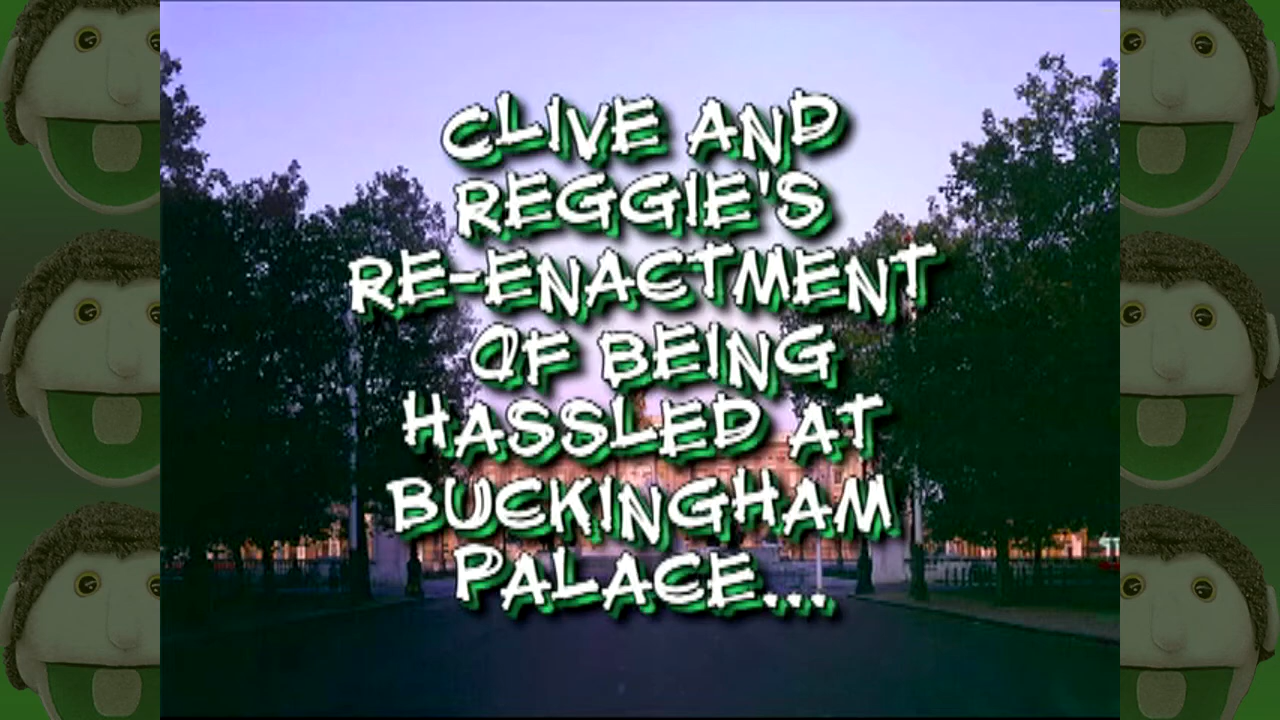 CLIVE AND
REGGIE'S
RE-ENACTMENT
OF BEING
HASSLED AT
BUCKINGHAM
PALACE...